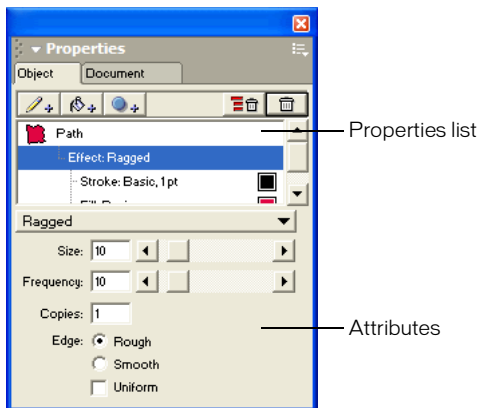 Properties
Object Document
Path
Effect: Ragged
Stroke: Basic, 1pt
Properties list
Ragged
Size: 10
Frequency: 10
Copies: 1
Attributes
Edge: Rough
Smooth
Uniform